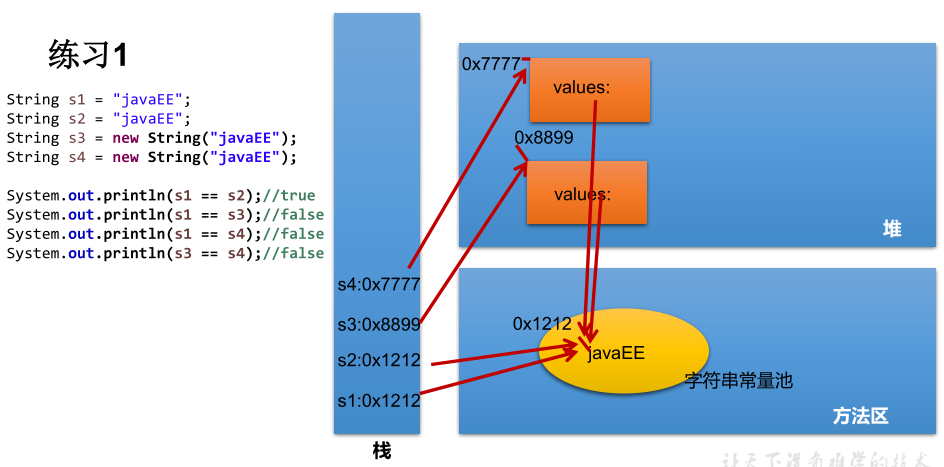 练习1
String s1 = "javaEE";
String s2 = "javaEE";
String s3 = new String("javaEE");
String s4 = new String("javaEE");
System.out.println(s1 == s2);//true
System.out.println(s1 == s3);//false
System.out.println(s1 == s4);//false
System.out.println(s3 == s4);//false
s4:0x7777
s3:0x8899
s2:0x1212
s1:0x1212
栈
0x7777
values:
0x8899
values:
堆
0x1212
javaEE
字符串常量池
方法区
让天下没有难学的技术